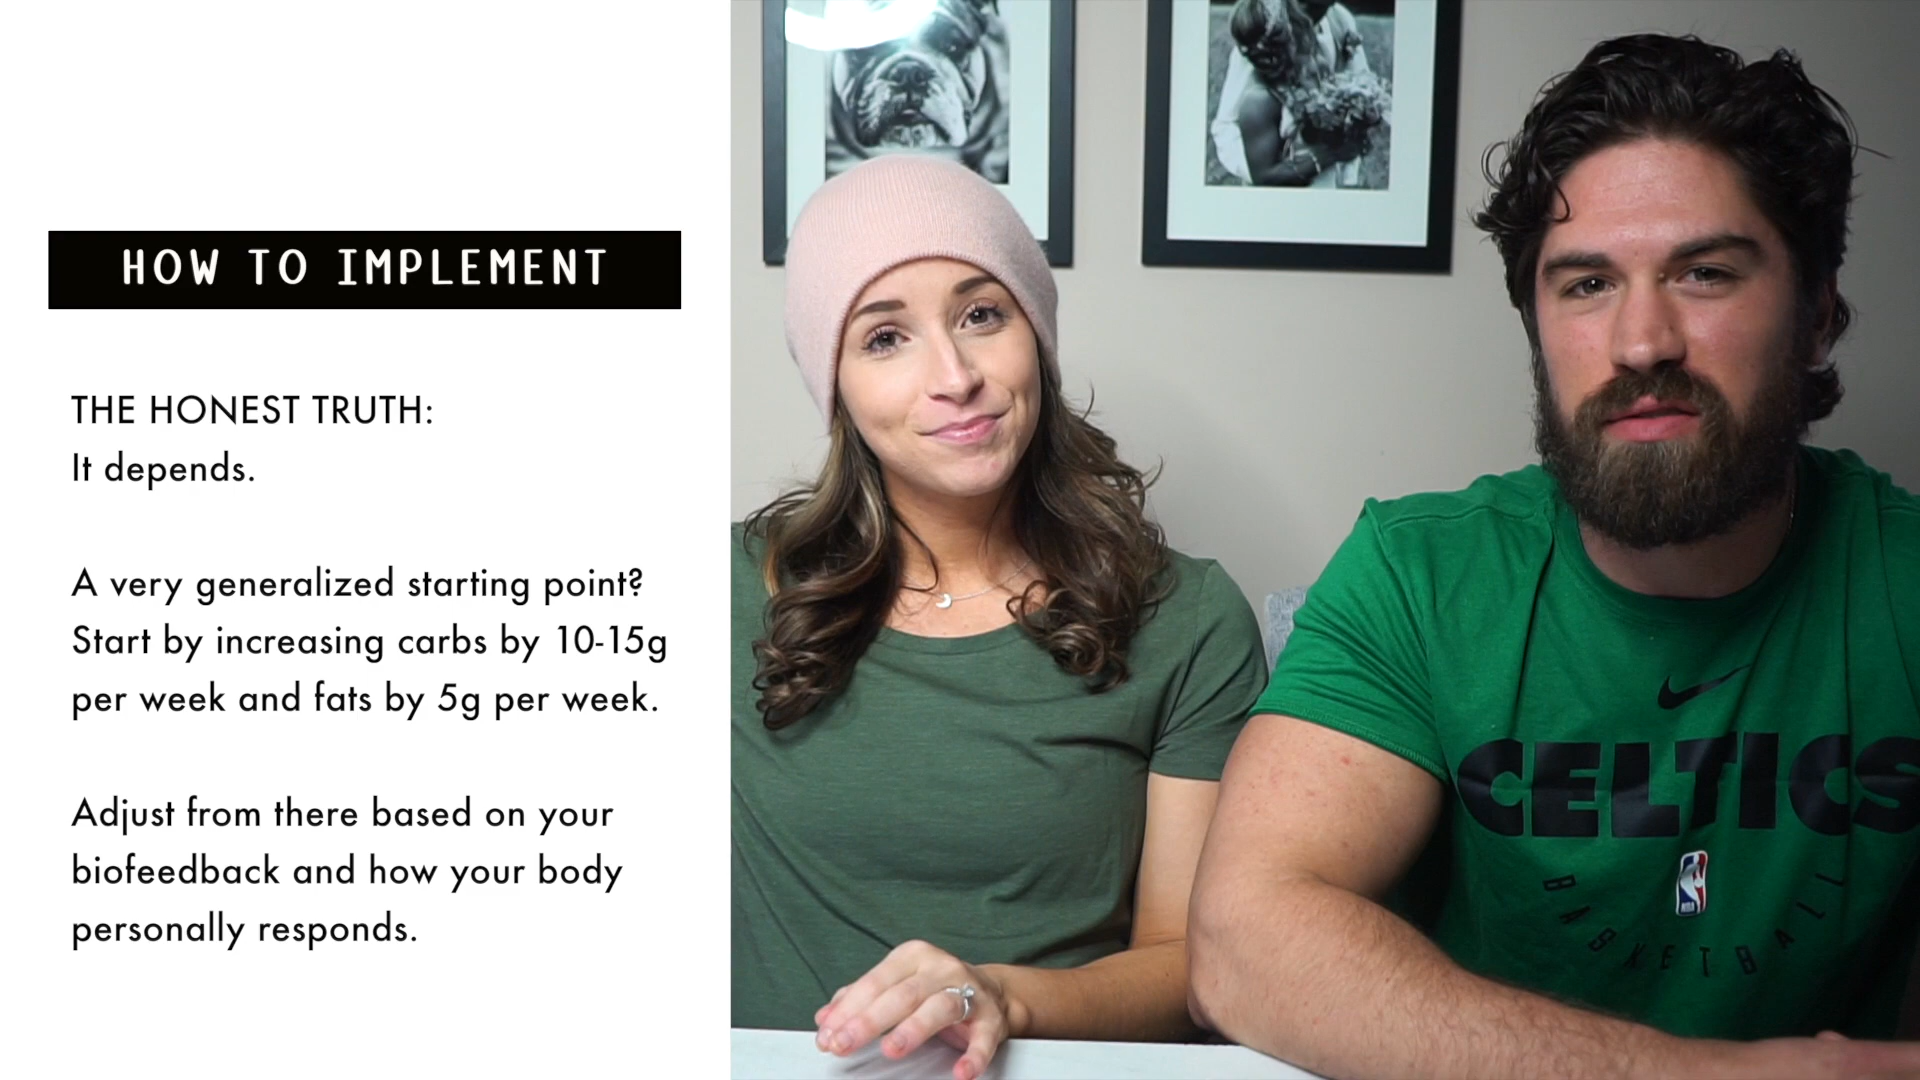 HOW TO IMPLEMENT
THE HONEST TRUTH:
It depends.
A very generalized starting point?
Start by increasing carbs by 10-15g
per week and fats by 5g per week.
Adjust from there based on your
biofeedback and how your body
personally responds.
CELTICS
BASKETBALL